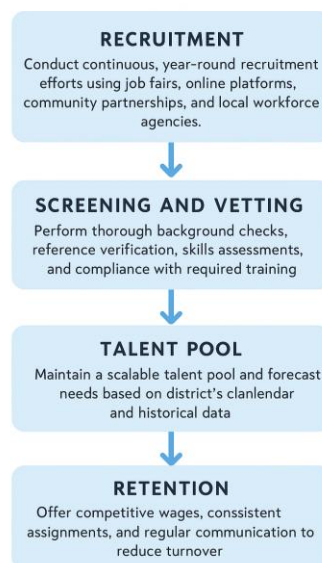 RECRUITMENT
Conduct continuous, year-round recruitment
efforts using job fairs, online platforms,
community partnerships, and local workforce
agencies.
SCREENING AND VETTING
Perform thorough background checks,
reference verification, skills assessments,
and compliance with required training
TALENT POOL
Maintain a scalable talent pool and forecast
needs based on district's clanlendar
and historical data
RETENTION
Offer competitive wages, conssistent
assignments, and regular communication to
reduce turnover